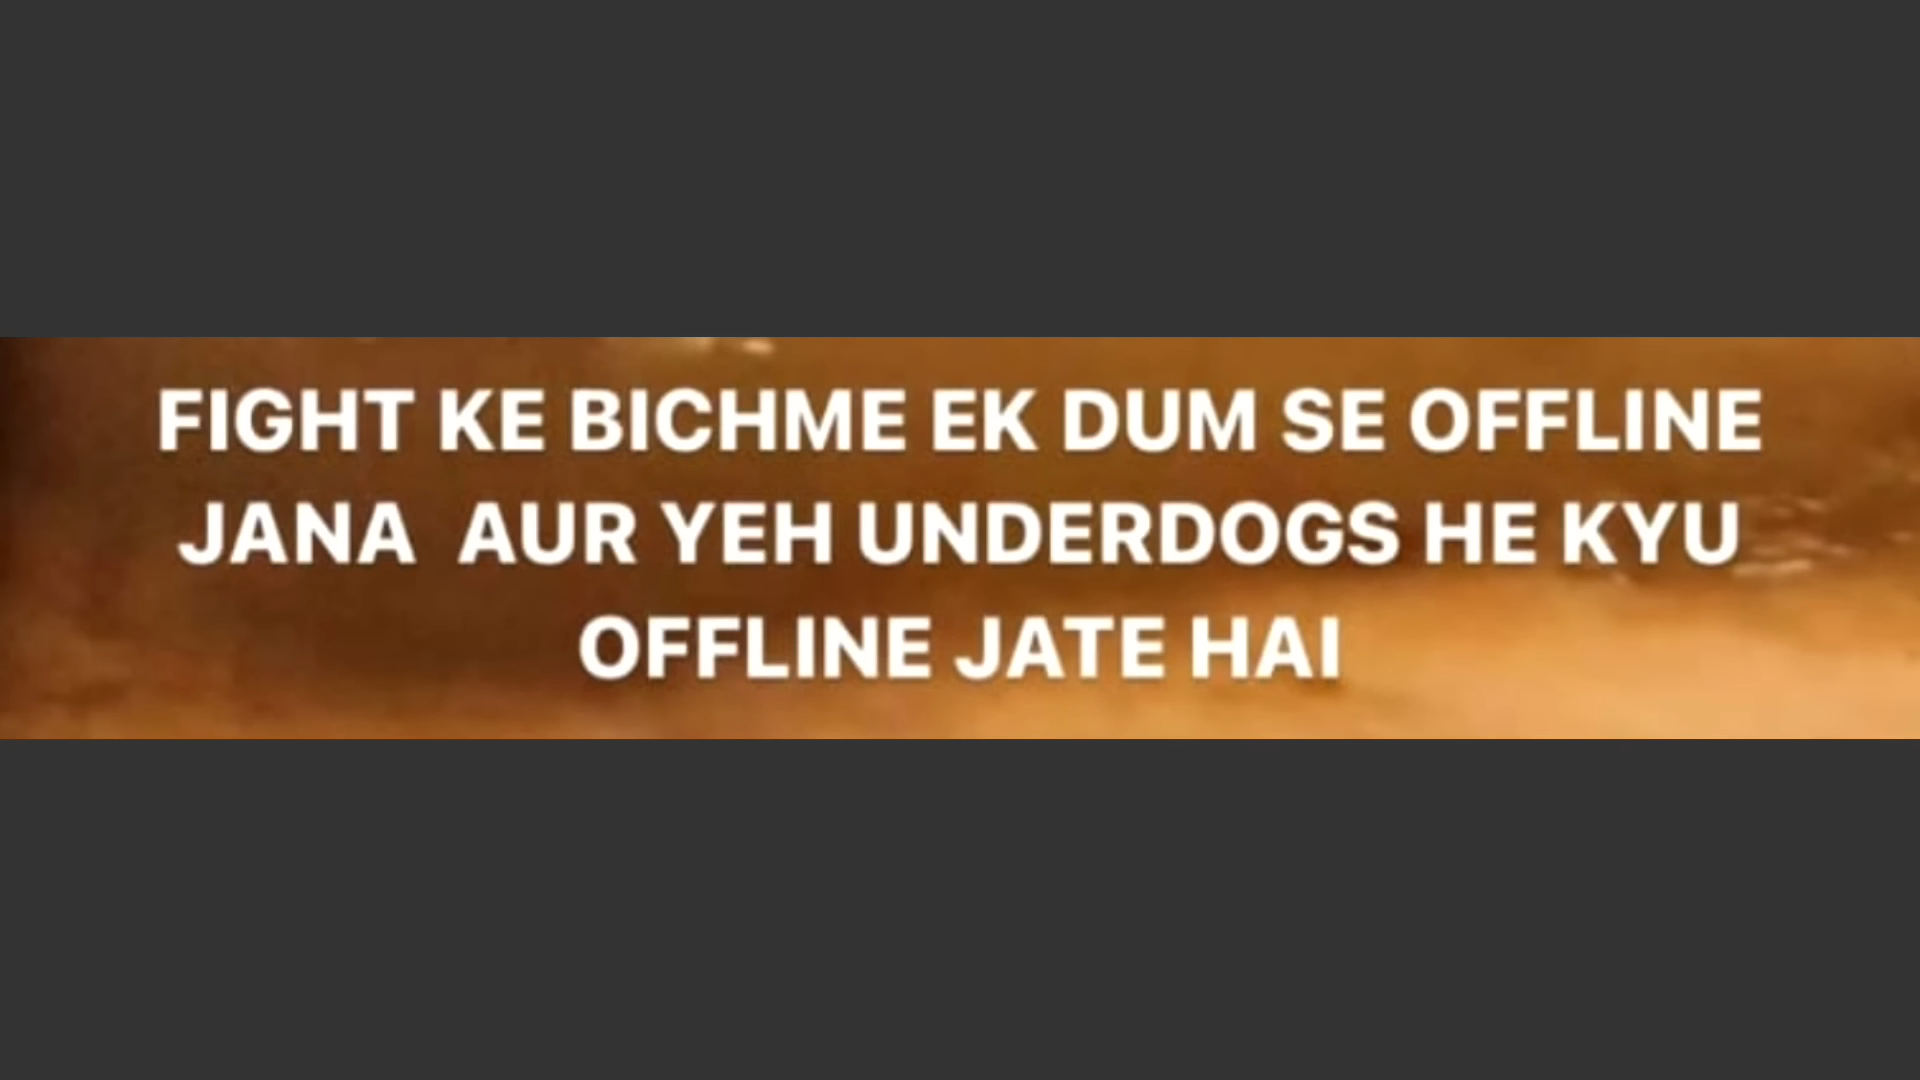 FIGHT KE BICHME EK DUM SE OFFLINE
JANA  AUR YEH UNDERDOGS HE KYU
OFFLINE JATE HAI